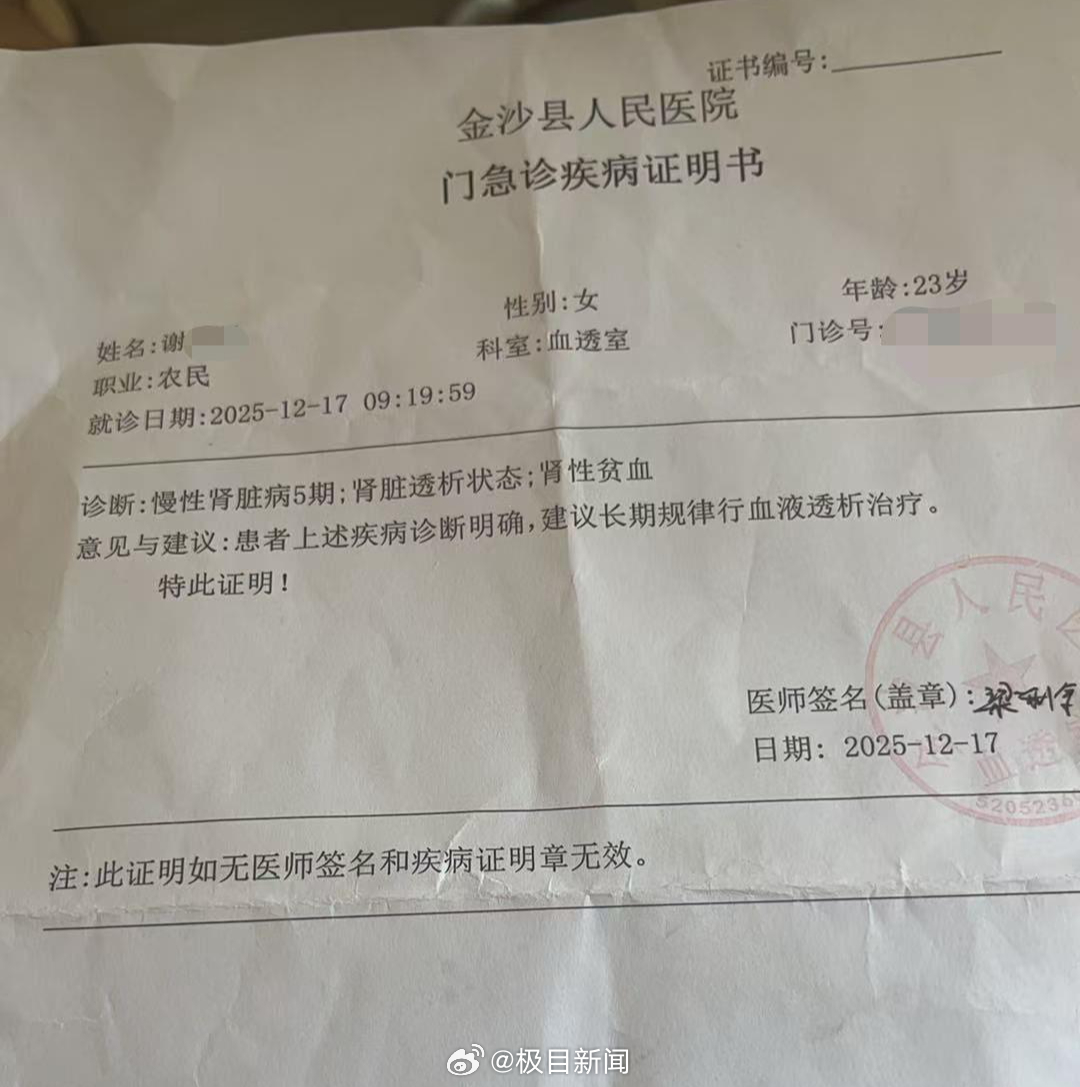 证书编号:
金沙县人民医院
门急诊疾病证明书
姓名:谢
性别:女
年龄:23岁
职业:农民
科室:血透室
门诊号:
就诊日期:2025-12-17 09:19:59
诊断:慢性肾脏病5期;肾脏透析状态;肾性贫血
意见与建议:患者上述疾病诊断明确,建议长期规律行血液透析治疗。
特此证明!
医师签名(盖章):
日期: 2025-12-17
县人民
血透
5205236
注:此证明如无医师签名和疾病证明章无效。
@极目新闻